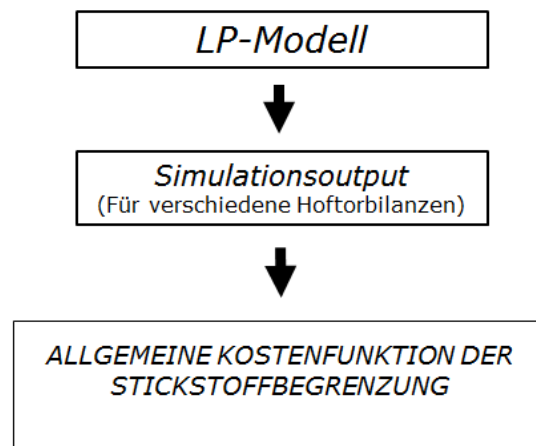 LP-Modell
Simulationsoutput
(Für verschiedene Hoftorbilanzen)
ALLGEMEINE KOSTENFUNKTION DER
STICKSTOFFBEGRENZUNG